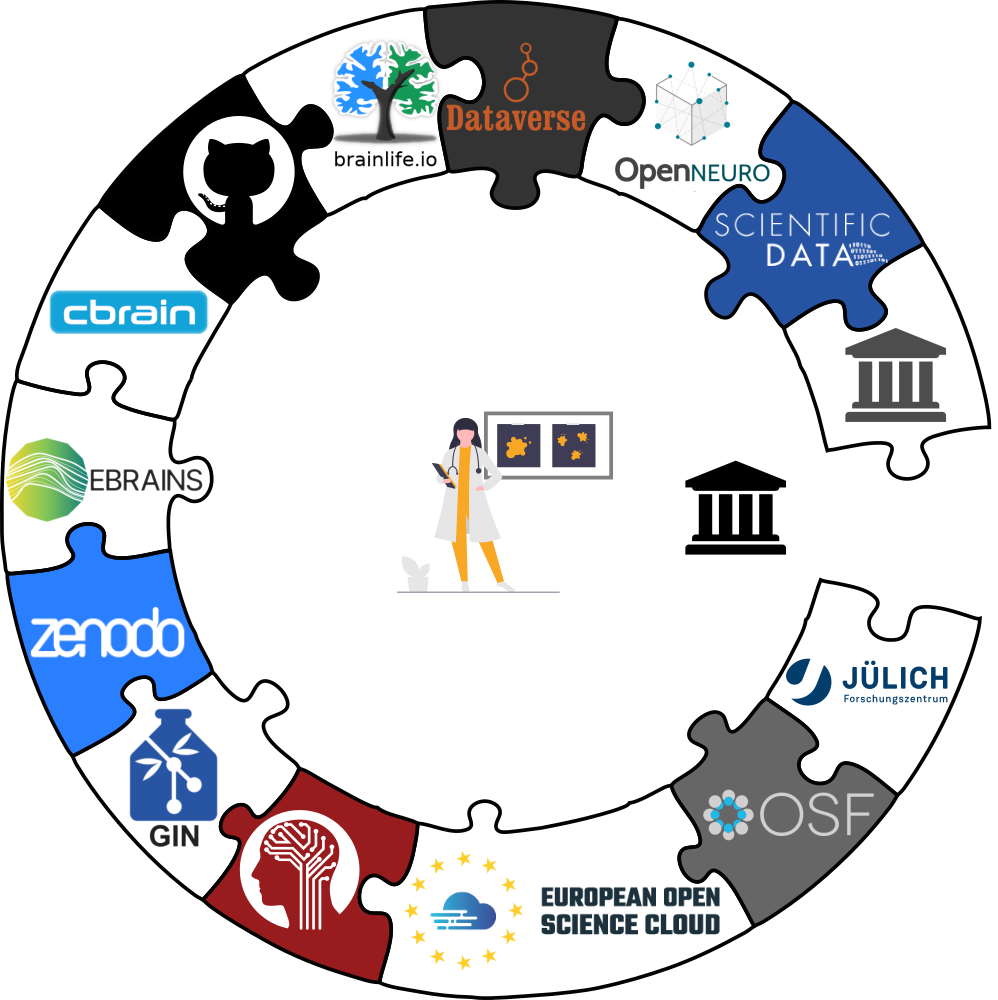 brainlife.io
Dataverse
OpenNEURO
SCIENTIFIC
DATA
cbrain
EBRAINS
zenodo
GIN
EUROPEAN OPEN
SCIENCE CLOUD
OSF
JÜLICH
Forschungszentrum